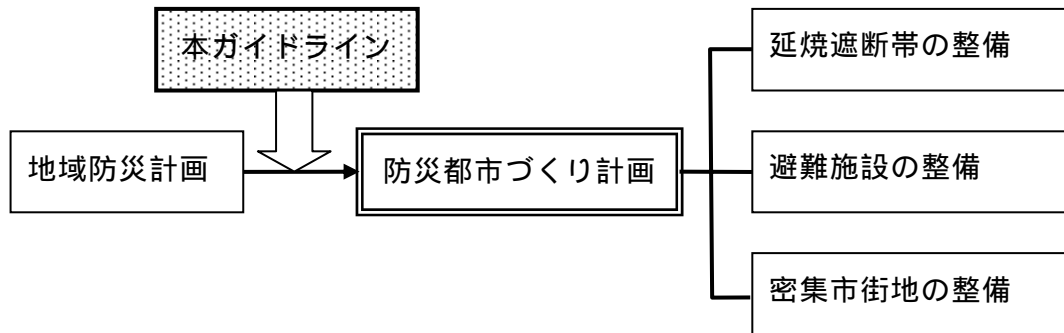 本ガイドライン
地域防災計画
防災都市づくり計画
延焼遮断帯の整備
避難施設の整備
密集市街地の整備